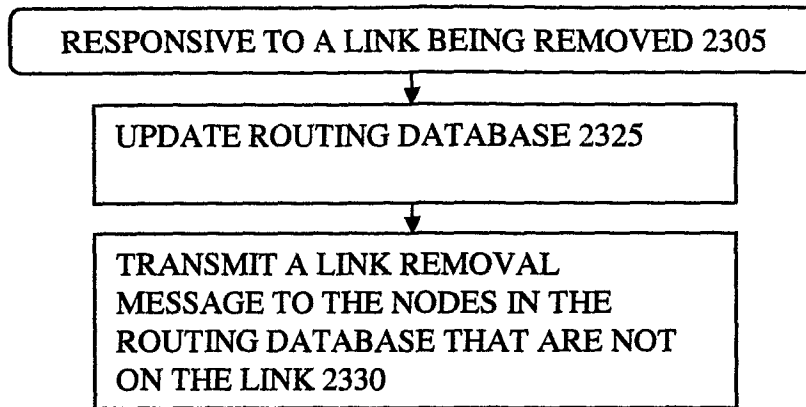 RESPONSIVE TO A LINK BEING REMOVED 2305
UPDATE ROUTING DATABASE 2325
TRANSMIT A LINK REMOVAL
MESSAGE TO THE NODES IN THE
ROUTING DATABASE THAT ARE NOT
ON THE LINK 2330